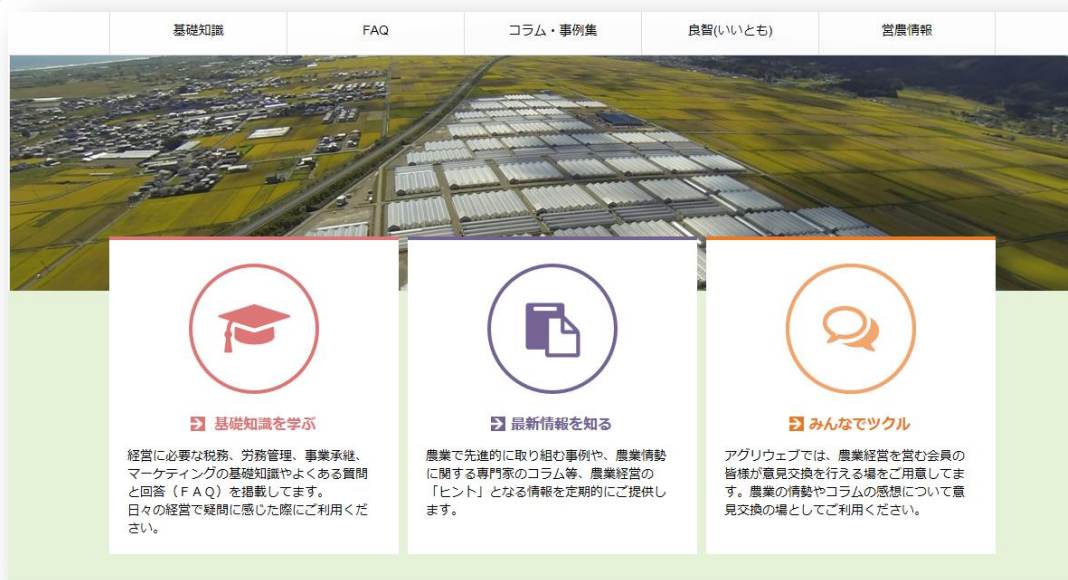 基礎知識
FAQ
コラム・事例集
良智(いいとも)
営農情報
基礎知識を学ぶ
経営に必要な税務、労務管理、事業承継、
マーケティングの基礎知識やよくある質問
と回答（ＦＡＱ）を掲載してます。
日々の経営で疑問に感じた際にご利用くだ
さい。
最新情報を知る
農業で先進的に取り組む事例や、農業情勢
に関する専門家のコラム等、農業経営の
「ヒント」となる情報を定期的にご提供し
ます。
みんなでツクル
アグリウェブでは、農業経営を営む会員の
皆様が意見交換を行える場をご用意してま
す。農業の情勢やコラムの感想について意
見交換の場としてご利用ください。